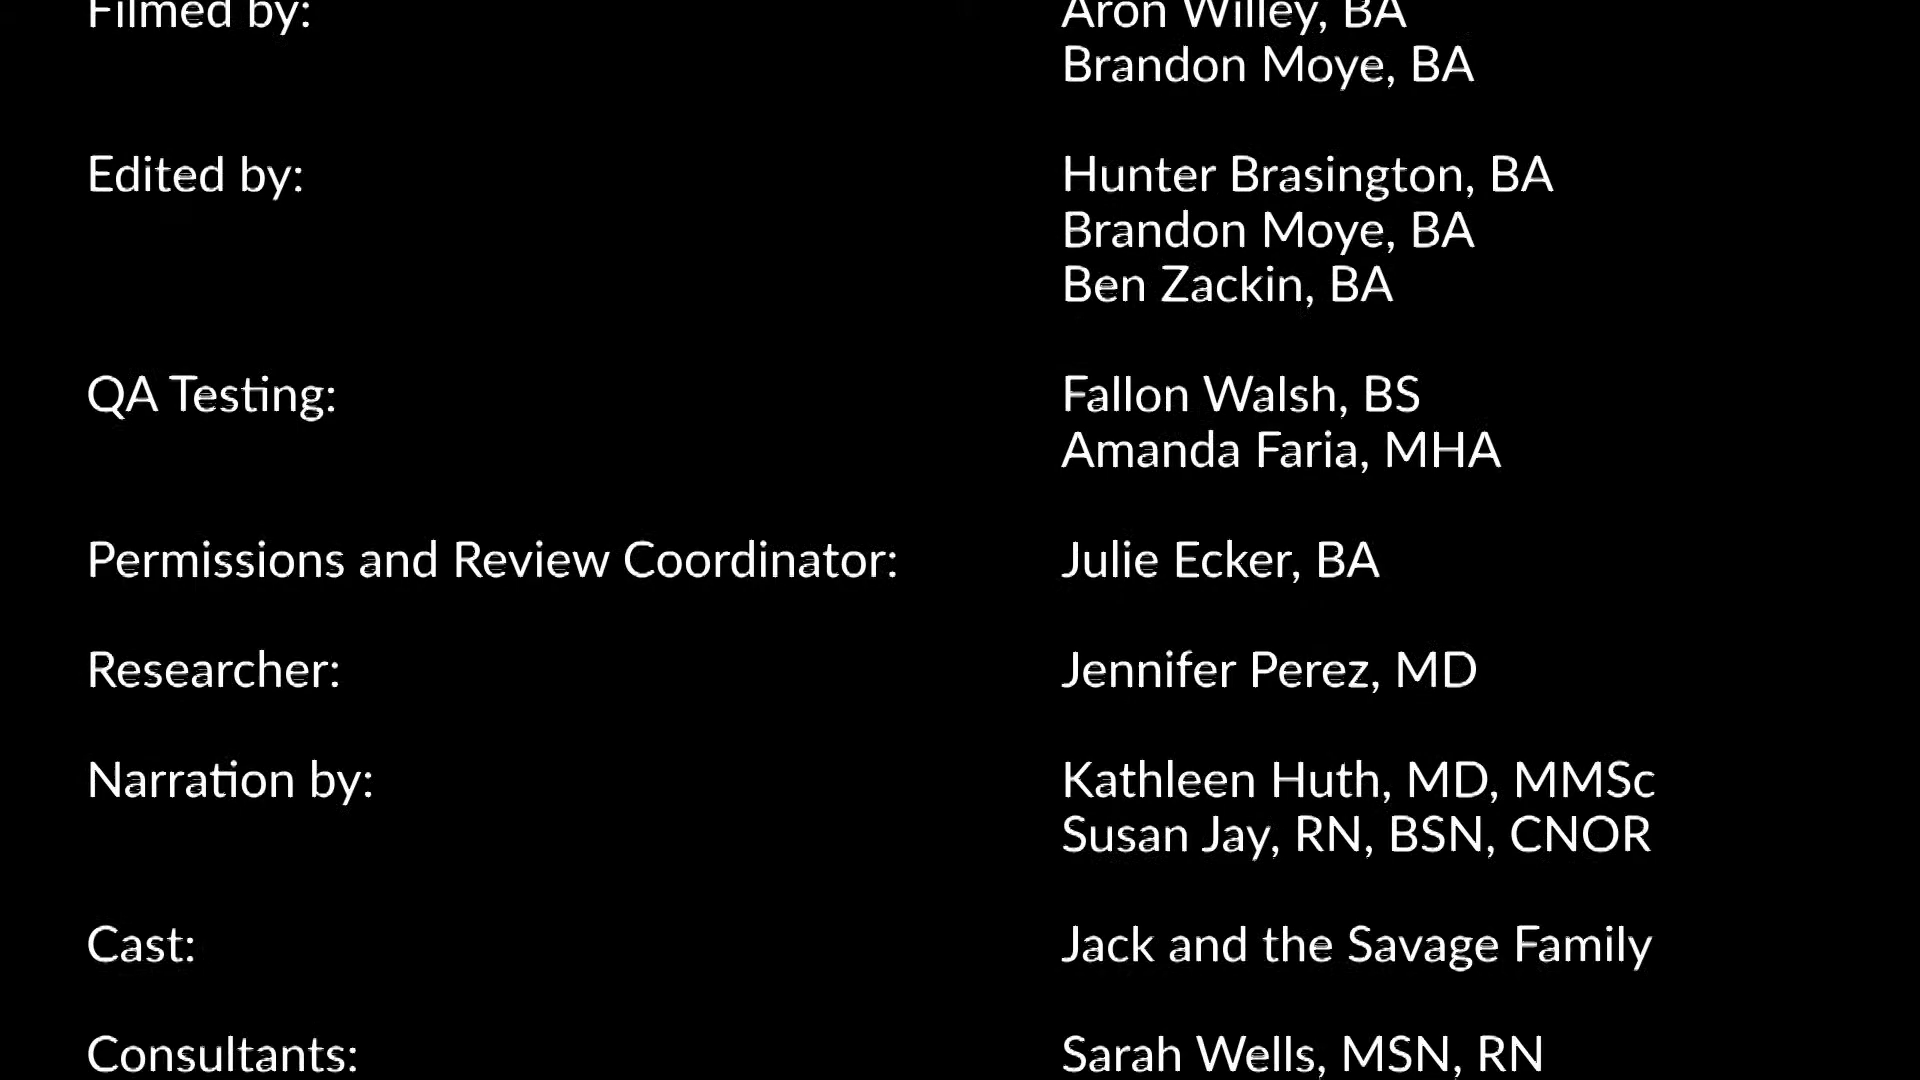 Filmed by: Aron Willey, BA
Brandon Moye, BA
Edited by: Hunter Brasington, BA
Brandon Moye, BA
Ben Zackin, BA
QA Testing: Fallon Walsh, BS
Amanda Faria, MHA
Permissions and Review Coordinator: Julie Ecker, BA
Researcher: Jennifer Perez, MD
Narration by: Kathleen Huth, MD, MMSc
Susan Jay, RN, BSN, CNOR
Cast: Jack and the Savage Family
Consultants: Sarah Wells, MSN, RN